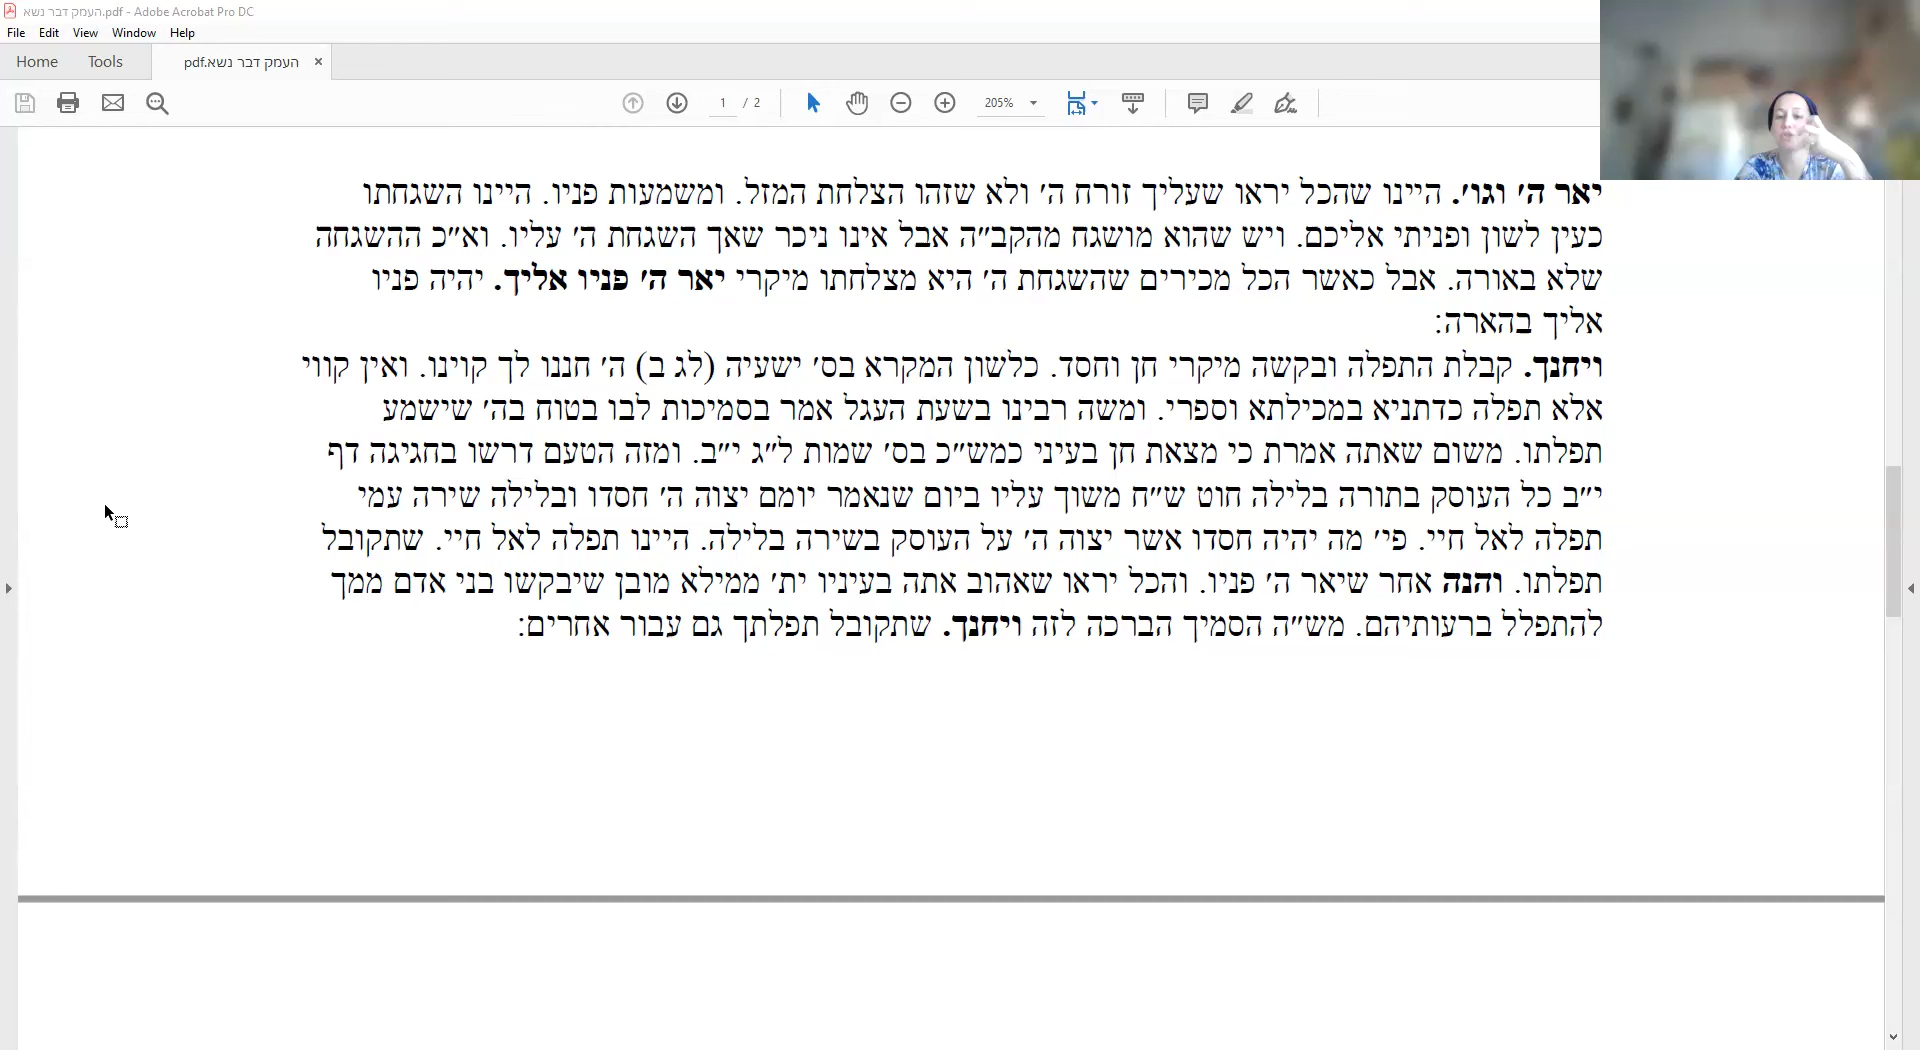 העמק דבר נשא.pdf - Adobe Acrobat Pro DC
File Edit View Window Help
Home Tools העמק דבר נשא.pdf ×
1 / 2 205%
יאר ה׳ וגו׳. היינו שהכל יראו שעליך זורח ה׳ ולא שזהו הצלחת המזל. ומשמעות פניו. היינו השגחתו
כעין לשון ופניתי אליכם. ויש שהוא מושגח מהקב״ה אבל אינו ניכר שאך השגחת ה׳ עליו. וא״כ ההשגחה
שלא באורה. אבל כאשר הכל מכירים שהשגחת ה׳ היא מצלחתו מיקרי יאר ה׳ פניו אליך. יהיה פניו
אליך בהארה:
ויחנך. קבלת התפלה ובקשה מיקרי חן וחסד. כלשון המקרא בס׳ ישעיה (לג ב) ה׳ חננו לך קוינו. ואין קווי
אלא תפלה כדתניא במכילתא וספרי. ומשה רבינו בשעת העגל אמר בסמיכות לבו בטוח בה׳ שישמע
תפלתו. משום שאתה אמרת כי מצאת חן בעיני כמש״כ בס׳ שמות ל״ג י״ב. ומזה הטעם דרשו בחגיגה דף
י״ב כל העוסק בתורה בלילה חוט ש״ח משוך עליו ביום שנאמר יומם יצוה ה׳ חסדו ובלילה שירה עמי
תפלה לאל חיי. פי׳ מה יהיה חסדו אשר יצוה ה׳ על העוסק בשירה בלילה. היינו תפלה לאל חיי. שתקובל
תפלתו. והנה אחר שיאר ה׳ פניו. והכל יראו שאהוב אתה בעיניו ית׳ ממילא מובן שיבקשו בני אדם ממך
להתפלל ברעותיהם. מש״ה הסמיך הברכה לזה ויחנך. שתקובל תפלתך גם עבור אחרים: